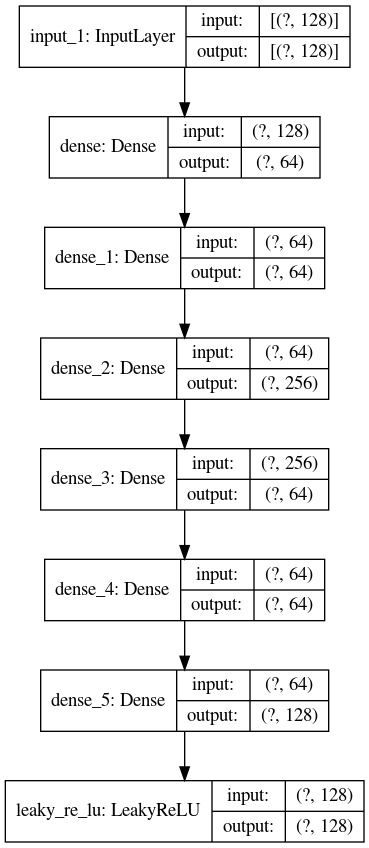 input_1: InputLayer
input: [(?, 128)]
output: [(?, 128)]
dense: Dense
input: (?, 128)
output: (?, 64)
dense_1: Dense
input: (?, 64)
output: (?, 64)
dense_2: Dense
input: (?, 64)
output: (?, 256)
dense_3: Dense
input: (?, 256)
output: (?, 64)
dense_4: Dense
input: (?, 64)
output: (?, 64)
dense_5: Dense
input: (?, 64)
output: (?, 128)
leaky_re_lu: LeakyReLU
input: (?, 128)
output: (?, 128)